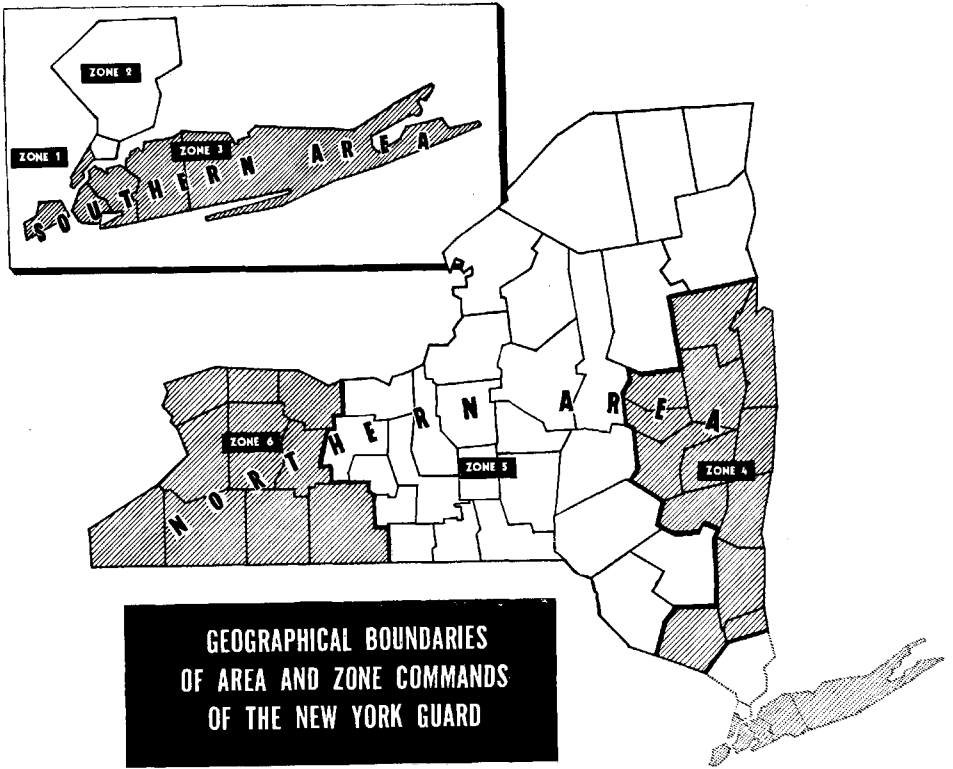 ZONE 2
ZONE 1
ZONE 3
SOUTHERN AREA
NORTHERN AREA
ZONE 6
ZONE 5
ZONE 4
GEOGRAPHICAL BOUNDARIES
OF AREA AND ZONE COMMANDS
OF THE NEW YORK GUARD